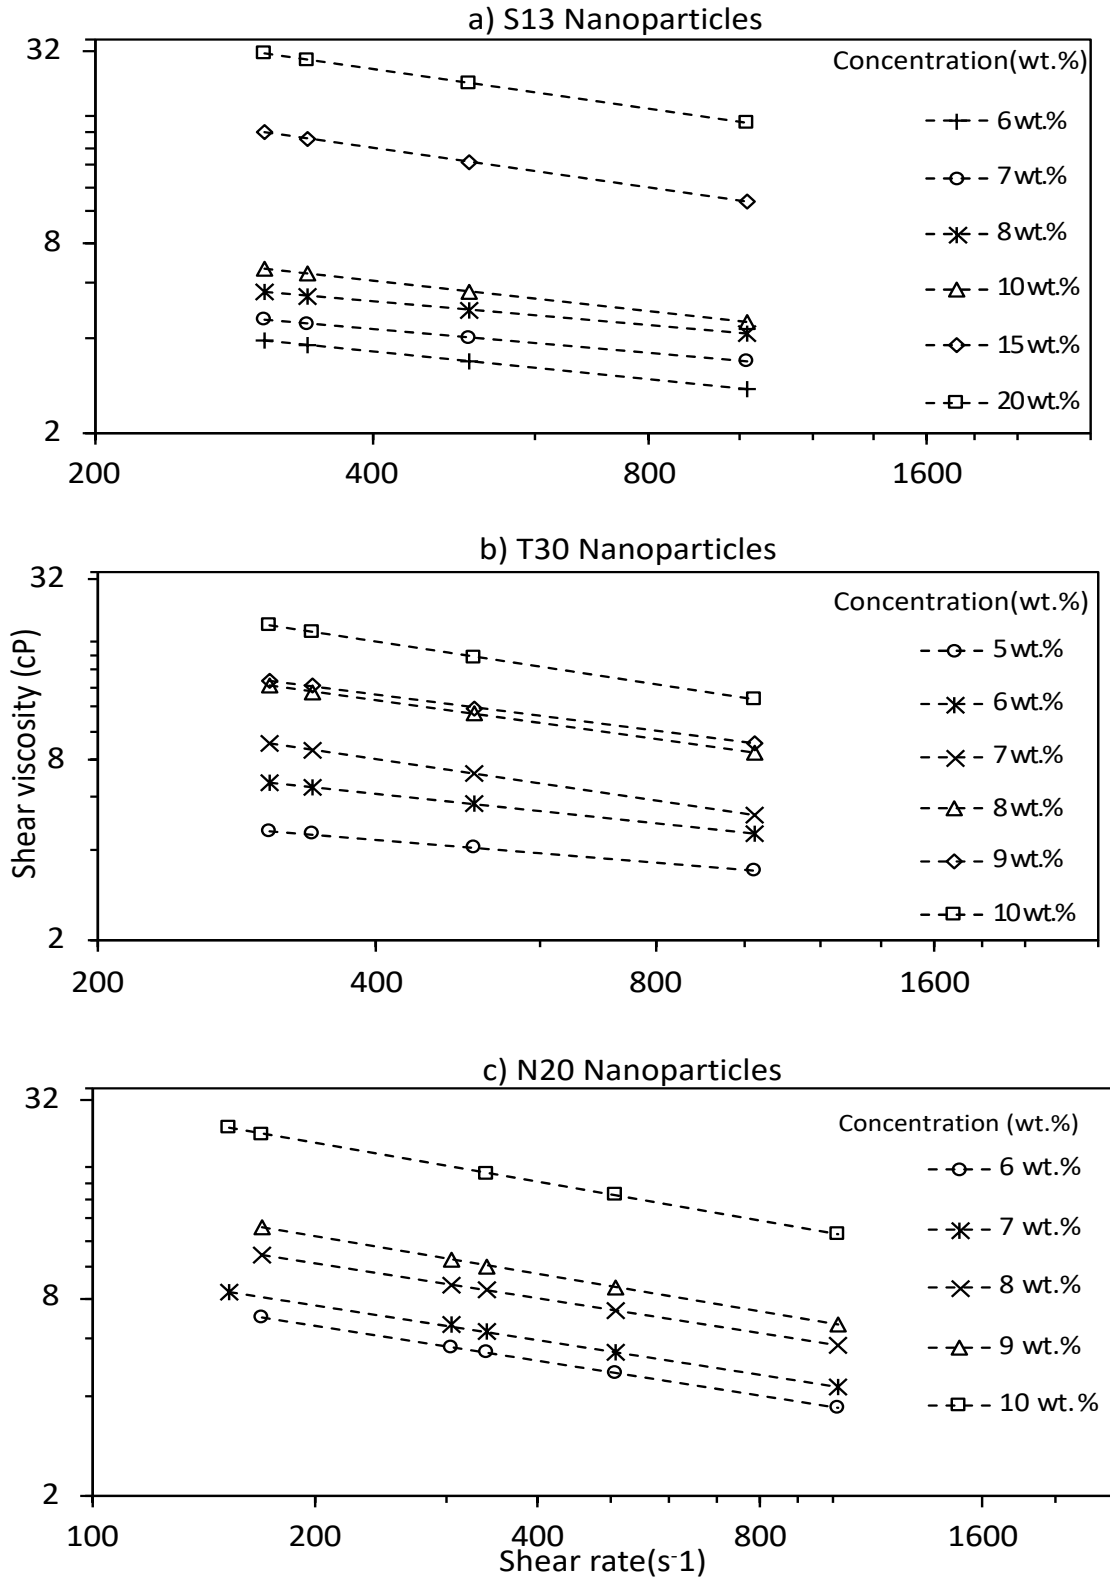 a) S13 Nanoparticles
32
8
2
Concentration(wt.%)
6wt.%
7wt.%
8wt.%
10wt.%
15wt.%
20wt.%
200 400 800 1600
b) T30 Nanoparticles
Shear viscosity (cP)
32
8
2
Concentration(wt.%)
5wt.%
6wt.%
7wt.%
8wt.%
9wt.%
10wt.%
200 400 800 1600
c) N20 Nanoparticles
32
8
2
Concentration (wt.%)
6 wt.%
7 wt.%
8 wt.%
9 wt.%
10 wt.%
100 200 400 800 1600
Shear rate(s⁻1)